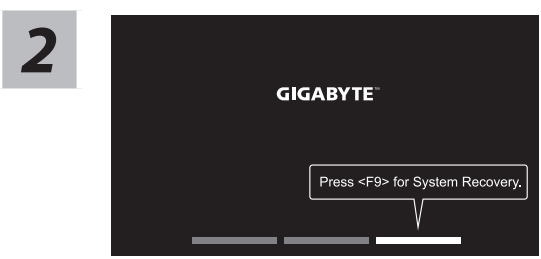 2
GIGABYTE™
Press <F9> for System Recovery.